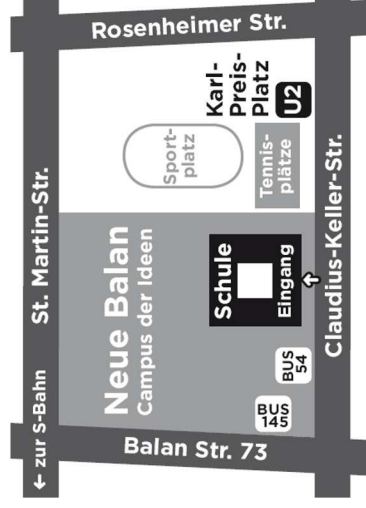 Rosenheimer Str.
Karl-
Preis-
Platz
U2
Sport-
platz
Tennis-
plätze
St. Martin-Str.
← zur S-Bahn
Neue Balan
Campus der Ideen
Schule
Eingang
Claudius-Keller-Str.
BUS
54
BUS
145
Balan Str. 73